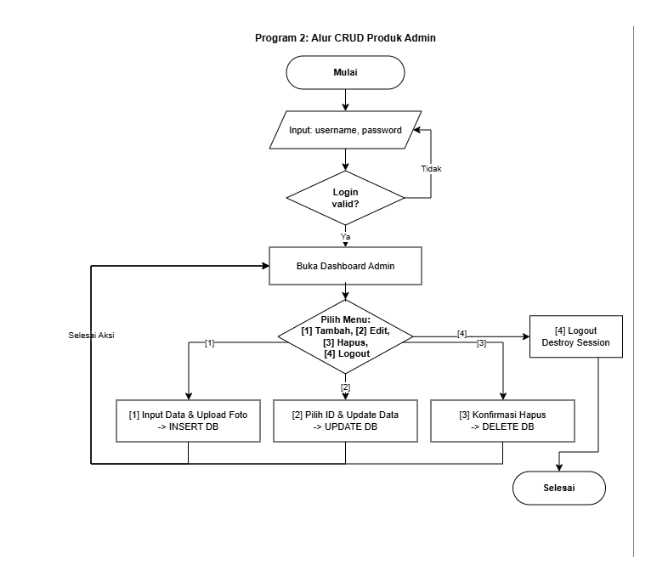 Program 2: Alur CRUD Produk Admin
Mulai
Input: username, password
Tidak
Login
valid?
Ya
Buka Dashboard Admin
Pilih Menu:
[1] Tambah, [2] Edit,
[3] Hapus,
[4] Logout
[4]
[4] Logout
Destroy Session
Selesai Aksi
[1]
[3]
[2]
[1] Input Data & Upload Foto
-> INSERT DB
[2] Pilih ID & Update Data
-> UPDATE DB
[3] Konfirmasi Hapus
-> DELETE DB
Selesai